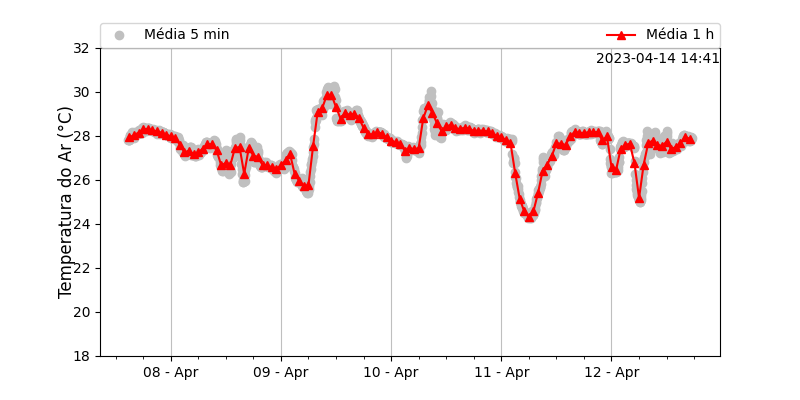 Média 5 min
Média 1 h
2023-04-14 14:41
Temperatura do Ar (°C)
32
30
28
26
24
22
20
18
08 - Apr
09 - Apr
10 - Apr
11 - Apr
12 - Apr